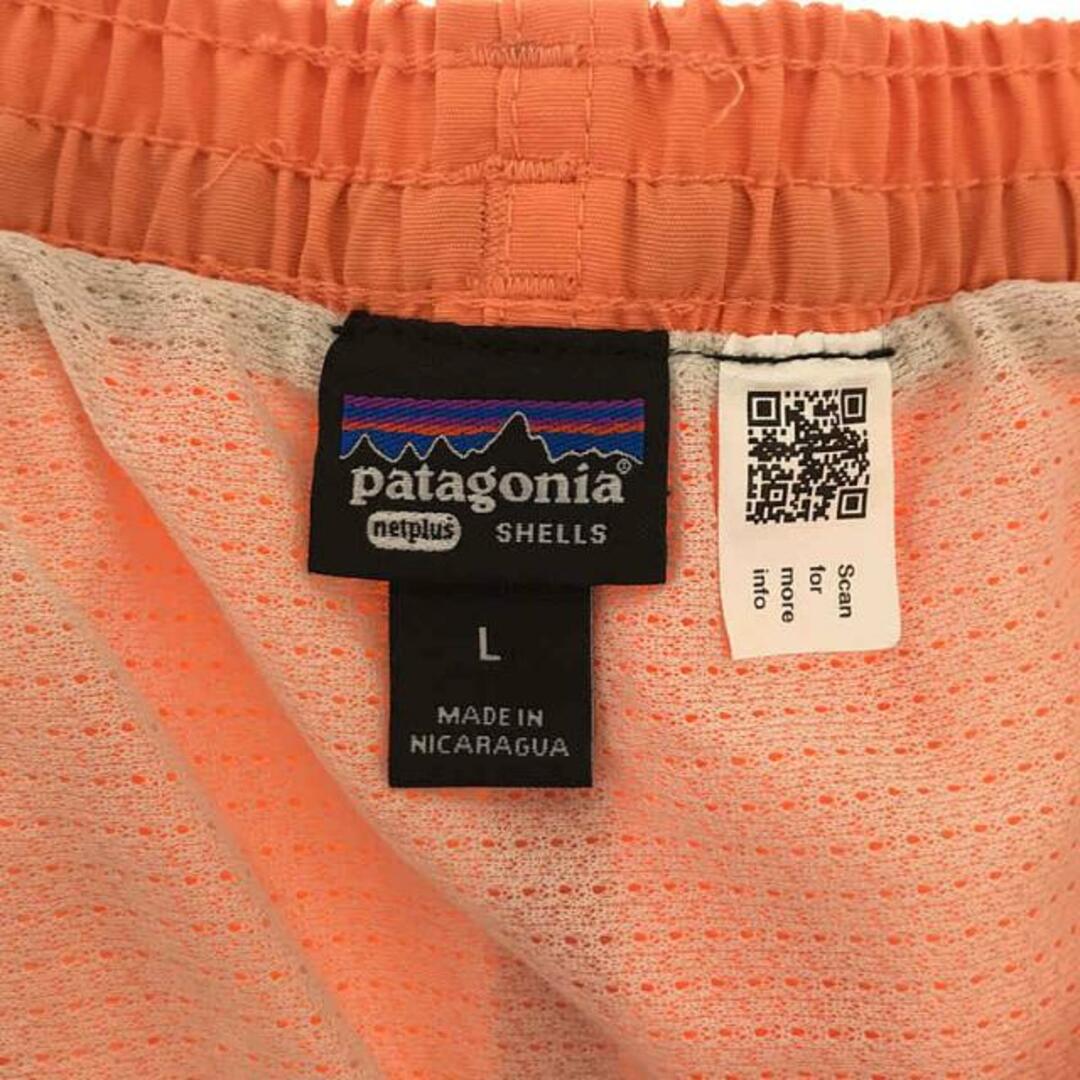 patagonia®
netplus SHELLS
L
MADE IN
NICARAGUA
Scan
for
more
info